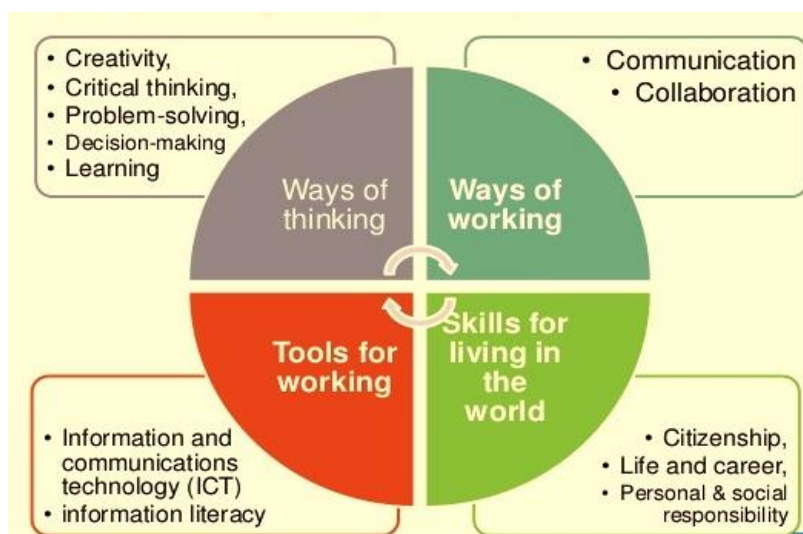 • Creativity,
• Critical thinking,
• Problem-solving,
• Decision-making
• Learning
• Communication
• Collaboration
Ways of
thinking
Ways of
working
Tools for
working
Skills for
living in
the
world
• Information and
communications
technology (ICT)
• information literacy
• Citizenship,
• Life and career,
• Personal & social
responsibility